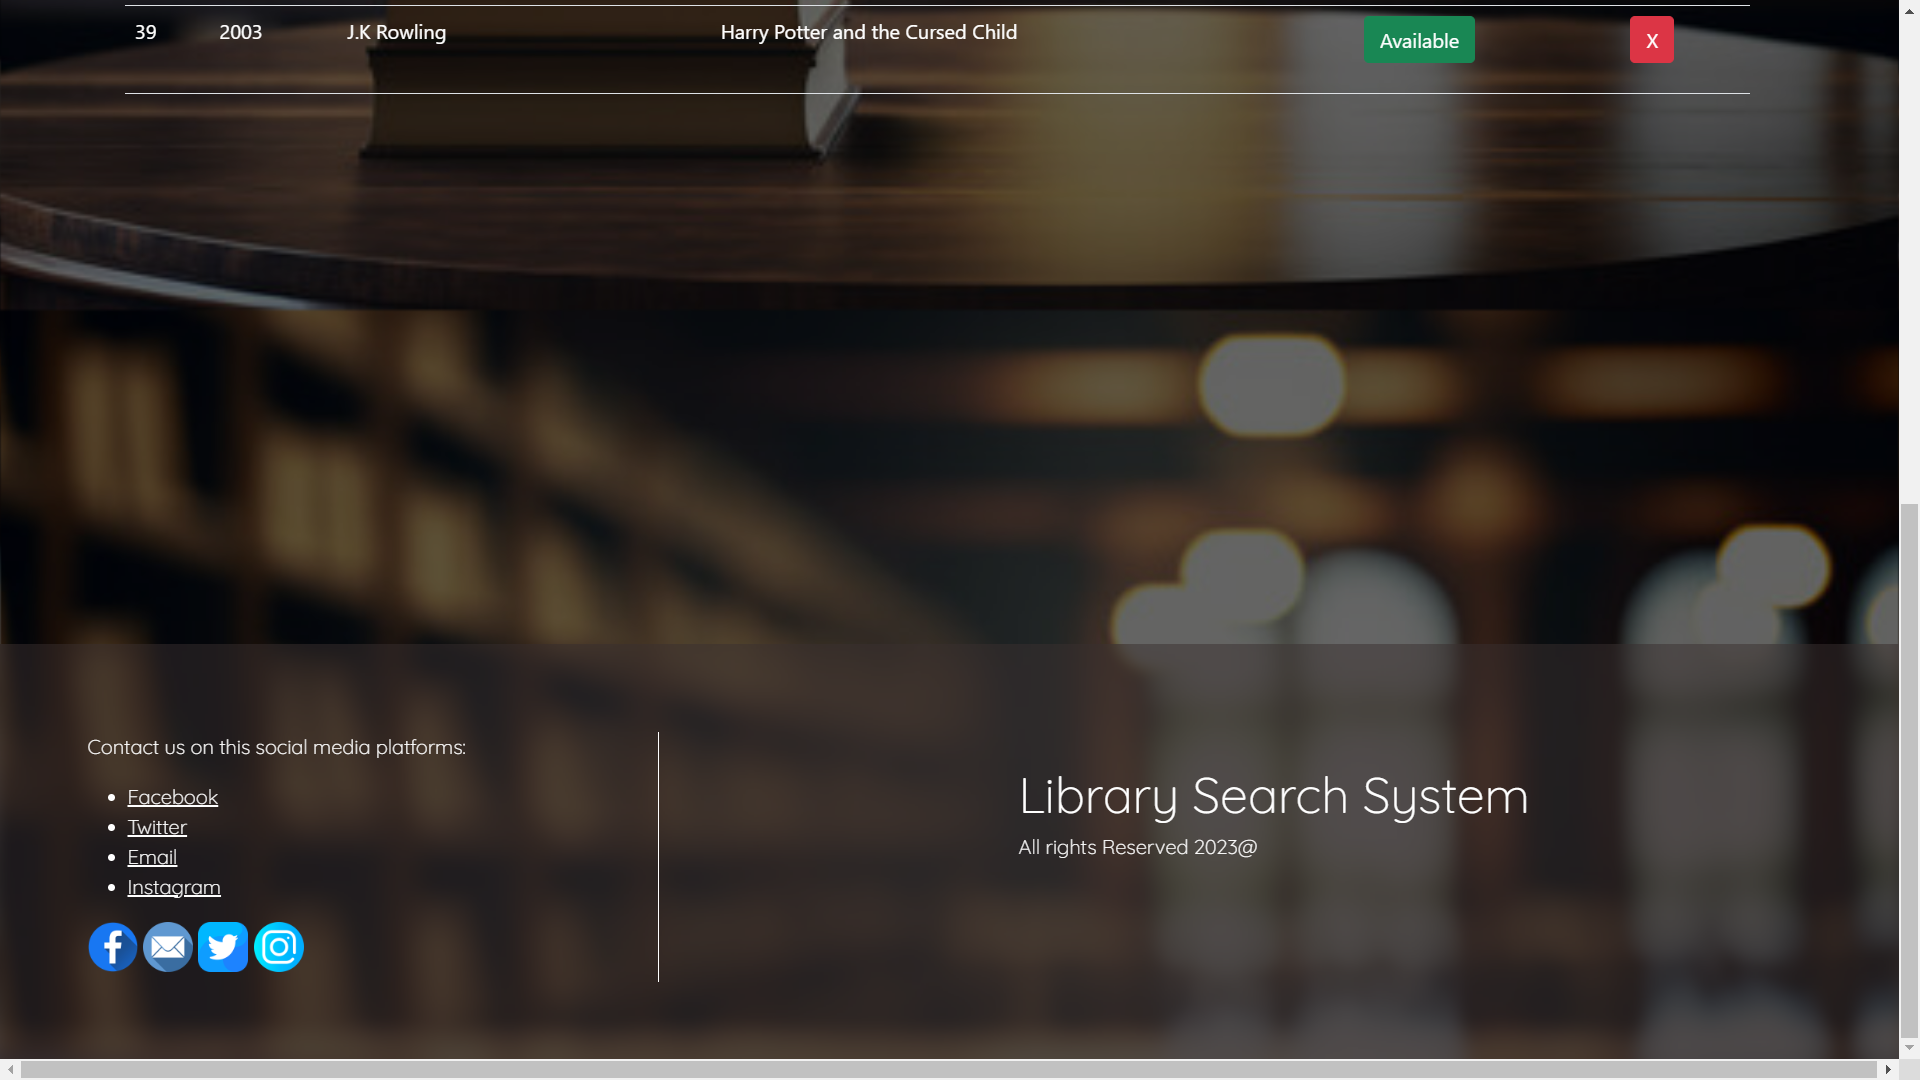 39 2003 J.K Rowling Harry Potter and the Cursed Child Available X
Contact us on this social media platforms:
Facebook
Twitter
Email
Instagram
Library Search System
All rights Reserved 2023@